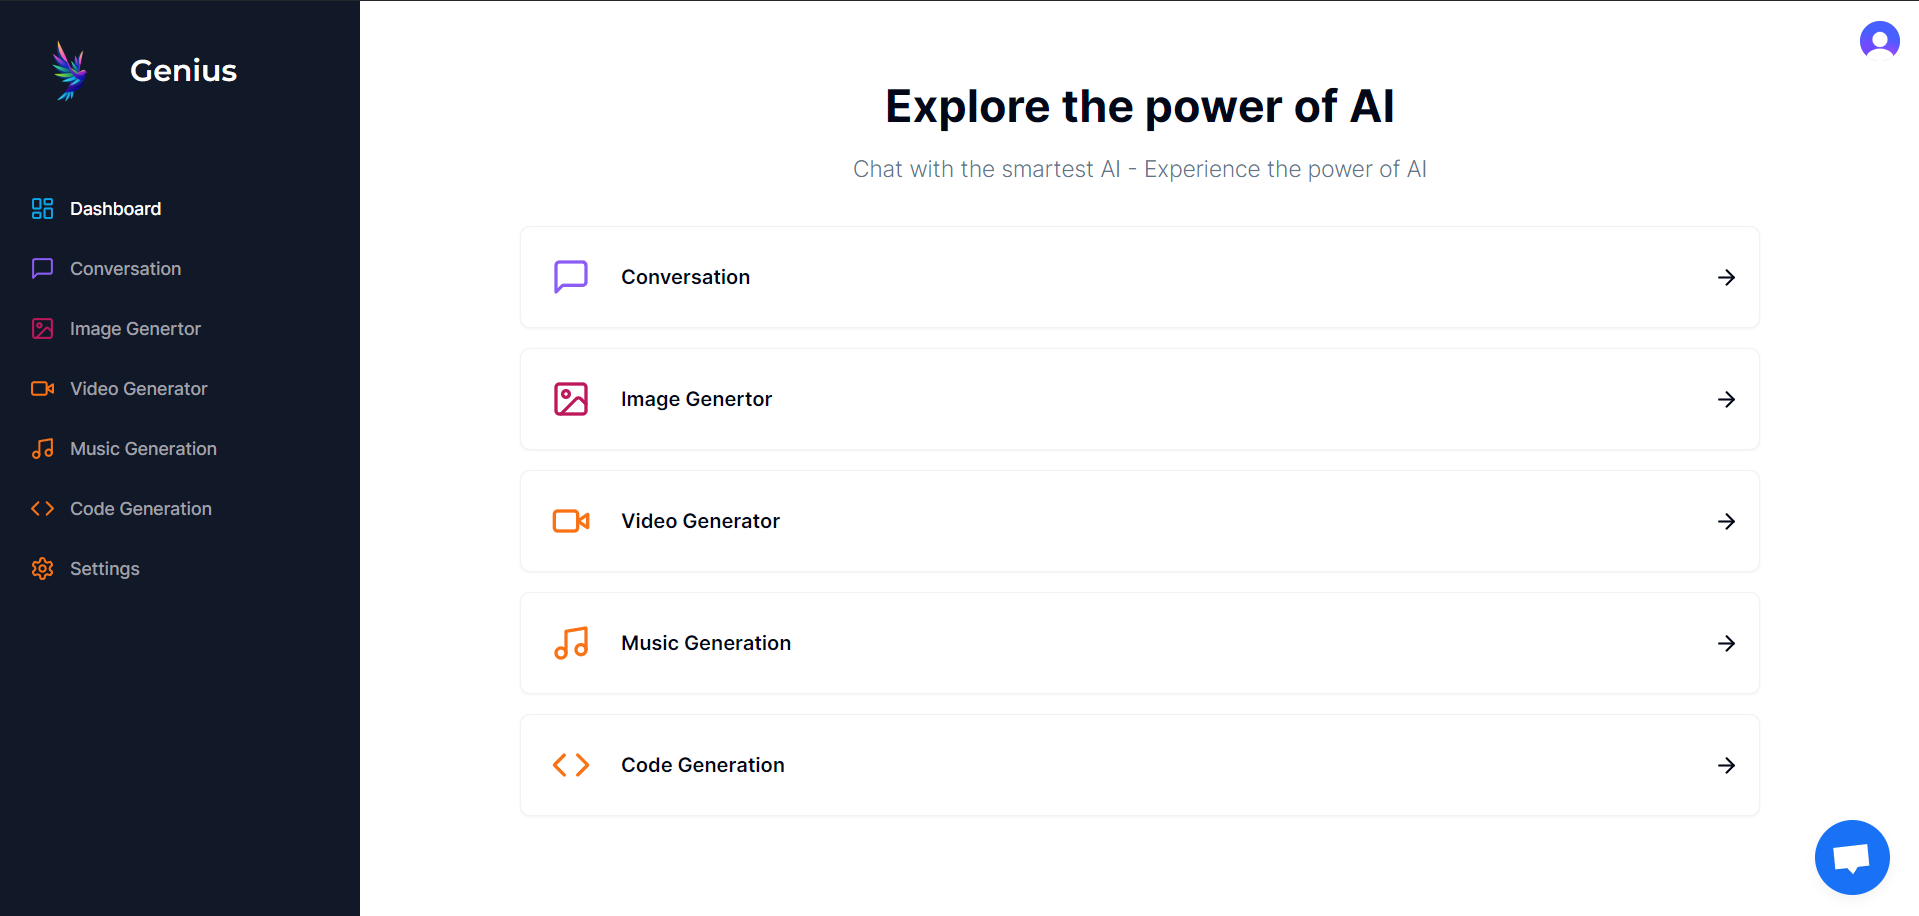 Genius
Dashboard
Conversation
Image Genertor
Video Generator
Music Generation
Code Generation
Settings
Explore the power of AI
Chat with the smartest AI - Experience the power of AI
Conversation
Image Genertor
Video Generator
Music Generation
Code Generation